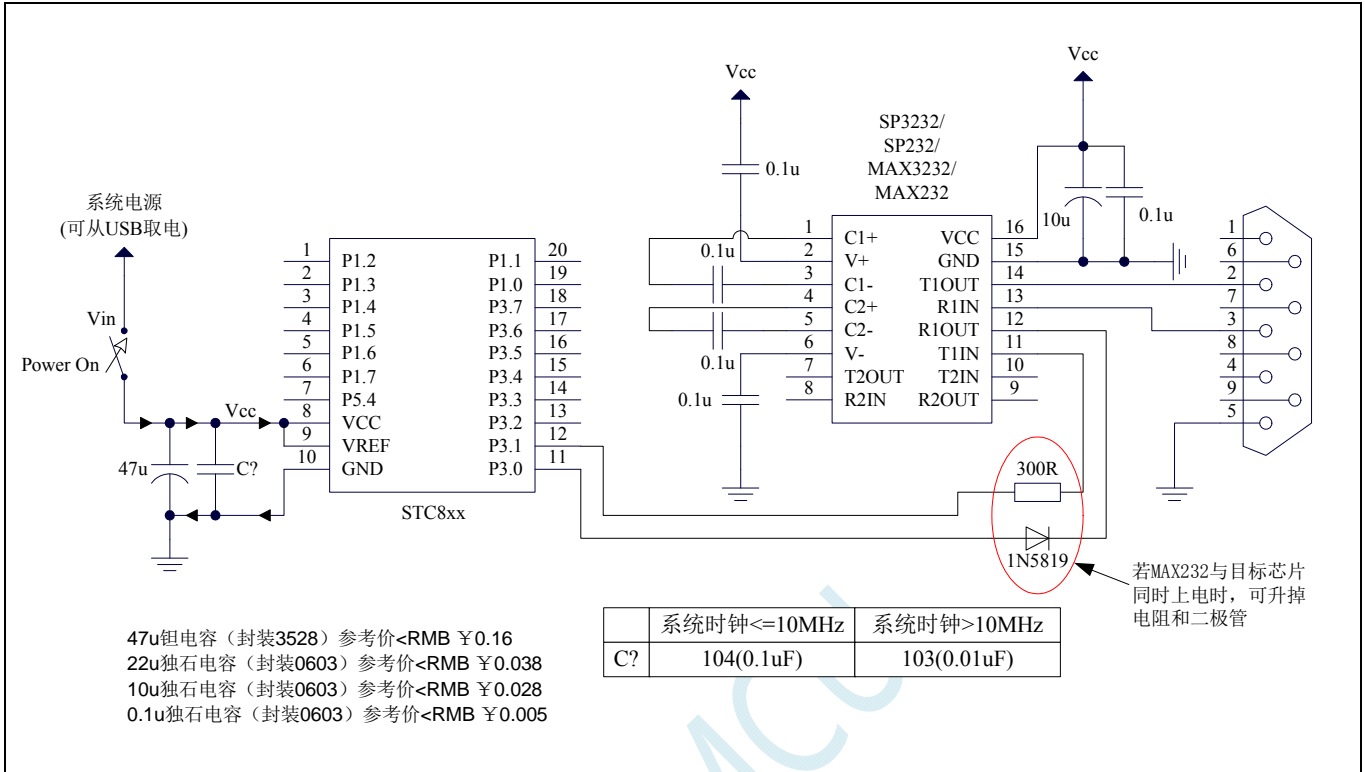 Vcc
Vcc
SP3232/
SP232/
MAX3232/
MAX232
0.1u
10u
0.1u
系统电源
(可从USB取电)
Vin
Power On
Vcc
47u
C?
1 P1.2 P1.1 20
2 P1.3 P1.0 19
3 P1.4 P3.7 18
4 P1.5 P3.6 17
5 P1.6 P3.5 16
6 P1.7 P3.4 15
7 P5.4 P3.3 14
8 VCC P3.2 13
9 VREF P3.1 12
10 GND P3.0 11
STC8xx
0.1u
0.1u
0.1u
1 C1+ VCC 16
2 V+ GND 15
3 C1- T1OUT 14
4 C2+ R1IN 13
5 C2- R1OUT 12
6 V- T1IN 11
7 T2OUT T2IN 10
8 R2IN R2OUT 9
1
6
2
7
3
8
4
9
5
300R
1N5819
若MAX232与目标芯片
同时上电时，可升掉
电阻和二极管
47u钽电容（封装3528）参考价<RMB ￥0.16
22u独石电容（封装0603）参考价<RMB ￥0.038
10u独石电容（封装0603）参考价<RMB ￥0.028
0.1u独石电容（封装0603）参考价<RMB ￥0.005
系统时钟<=10MHz 系统时钟>10MHz
C? 104(0.1uF) 103(0.01uF)
MCU